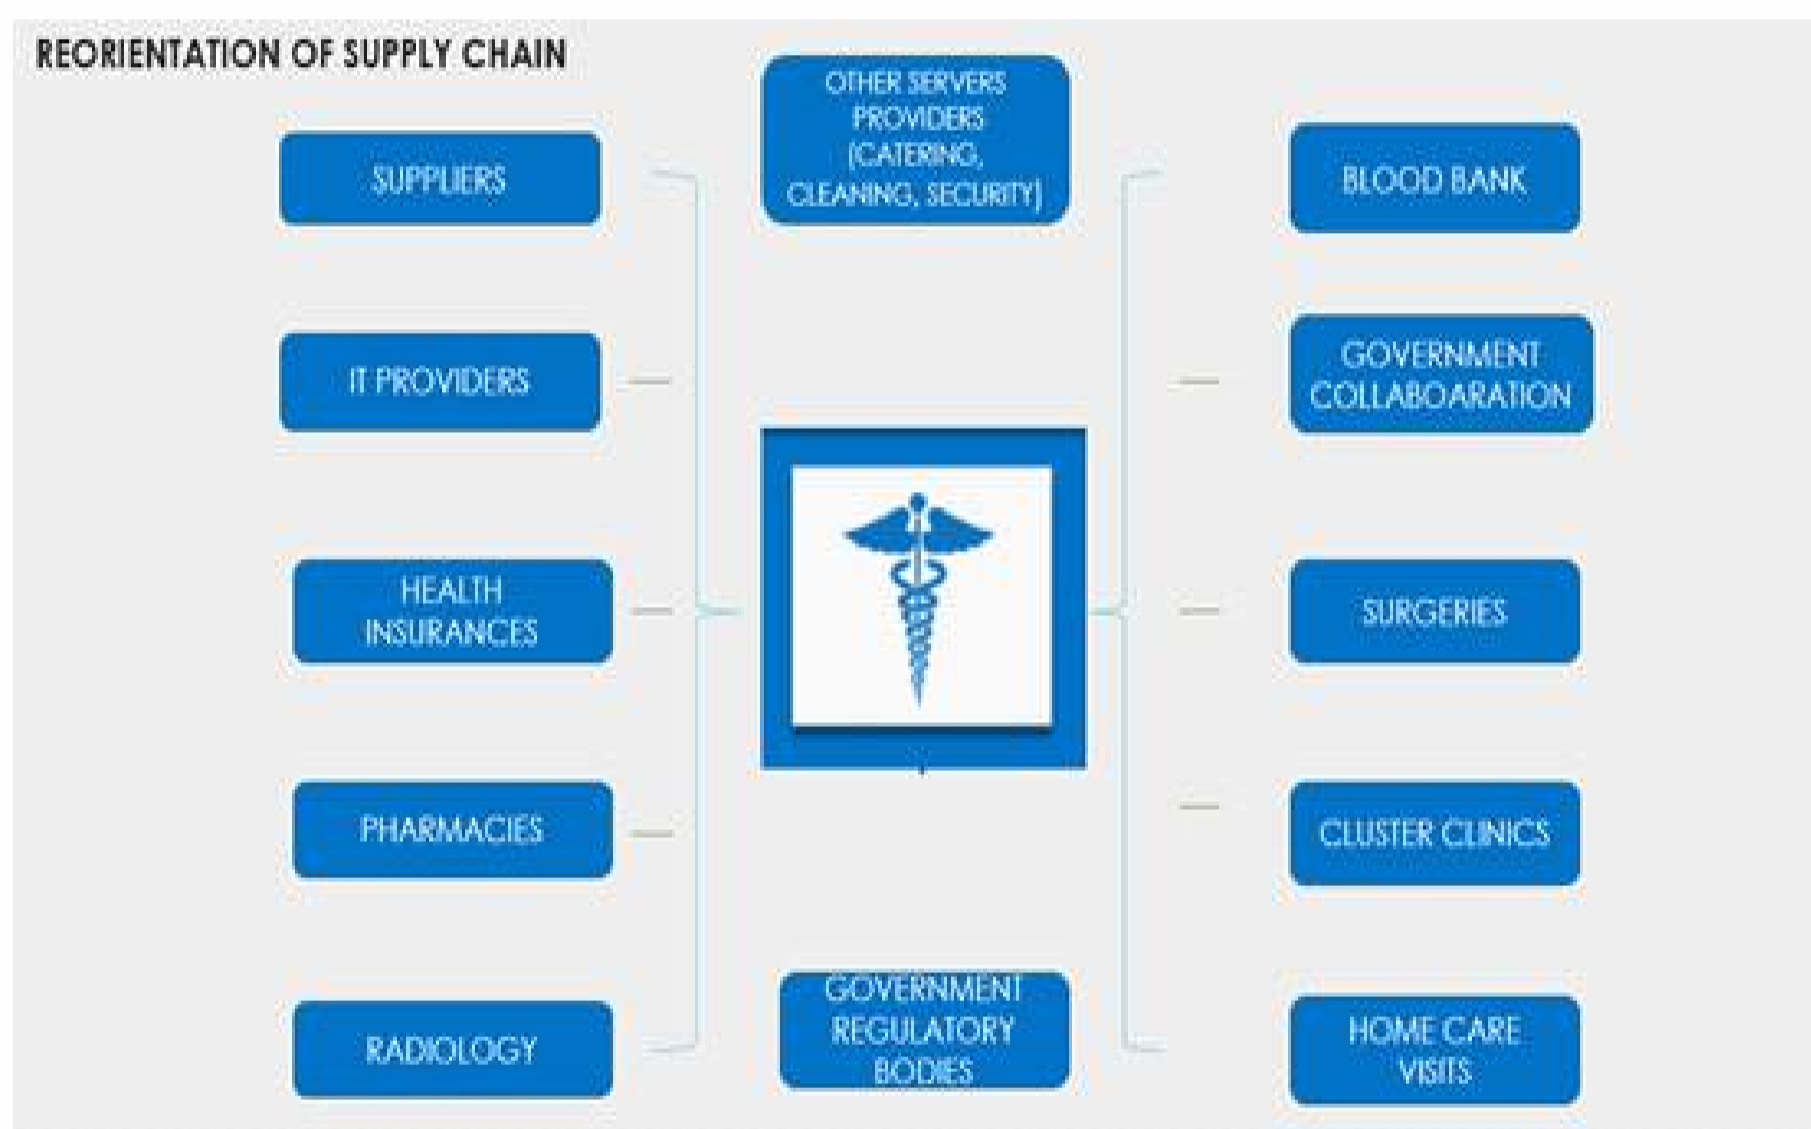 REORIENTATION OF SUPPLY CHAIN
OTHER SERVERS
PROVIDERS
(CATERING,
CLEANING, SECURITY)
SUPPLIERS
IT PROVIDERS
HEALTH
INSURANCES
PHARMACIES
RADIOLOGY
GOVERNMENT
REGULATORY
BODIES
BLOOD BANK
GOVERNMENT
COLLABOARATION
SURGERIES
CLUSTER CLINICS
HOME CARE
VISITS